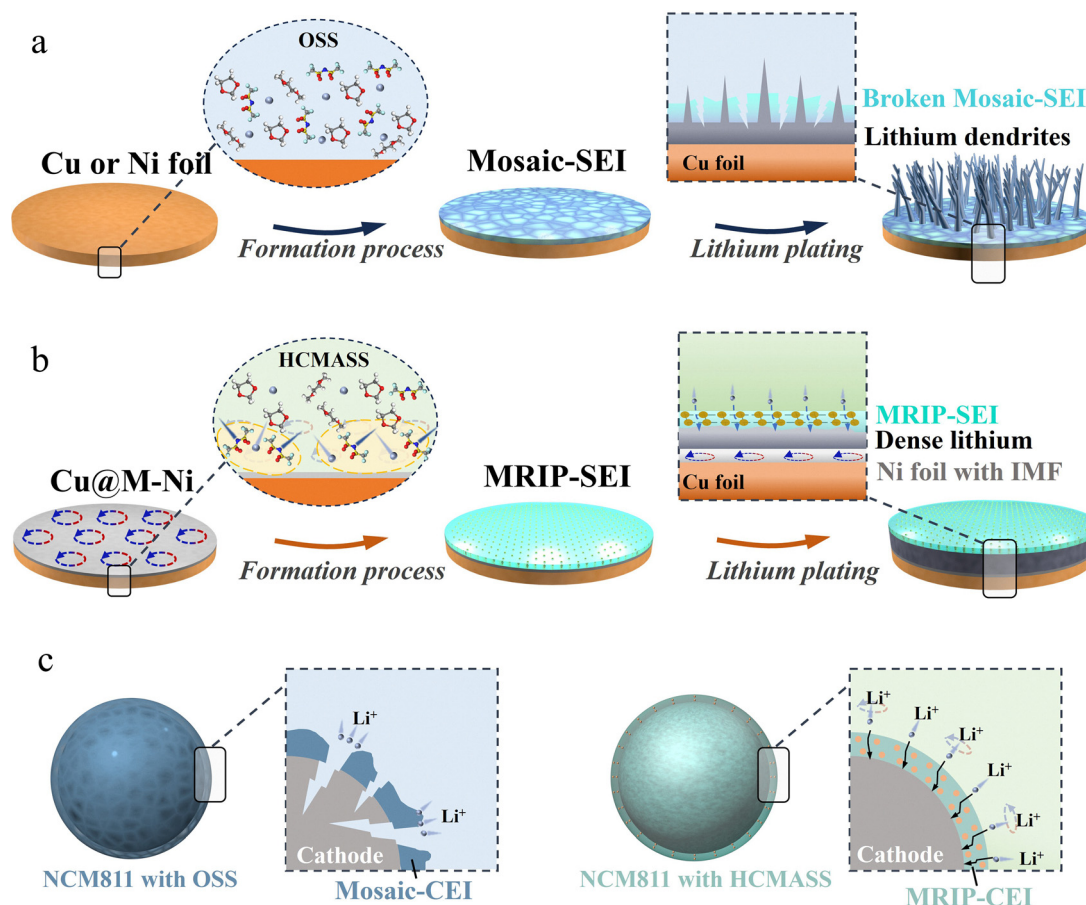 a
OSS
Cu or Ni foil
Formation process
Mosaic-SEI
Lithium plating
Cu foil
Broken Mosaic-SEI
Lithium dendrites
b
HCMASS
Cu@M-Ni
Formation process
MRIP-SEI
Lithium plating
Cu foil
MRIP-SEI
Dense lithium
Ni foil with IMF
c
NCM811 with OSS
Li⁺
Li⁺
Cathode
Mosaic-CEI
NCM811 with HCMASS
Li⁺
Li⁺
Li⁺
Li⁺
Li⁺
Li⁺
Cathode
MRIP-CEI